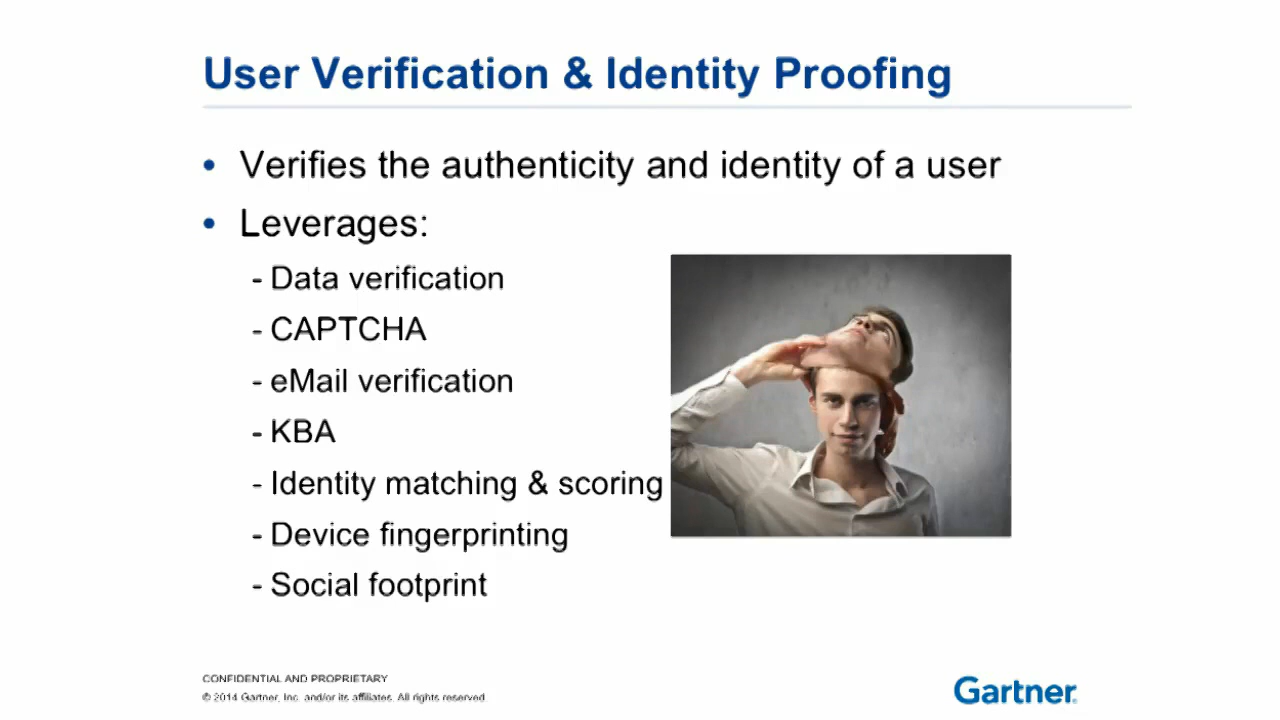 User Verification & Identity Proofing
• Verifies the authenticity and identity of a user
• Leverages:
- Data verification
- CAPTCHA
- eMail verification
- KBA
- Identity matching & scoring
- Device fingerprinting
- Social footprint
CONFIDENTIAL AND PROPRIETARY
© 2014 Gartner, Inc. and/or its affiliates. All rights reserved.
Gartner